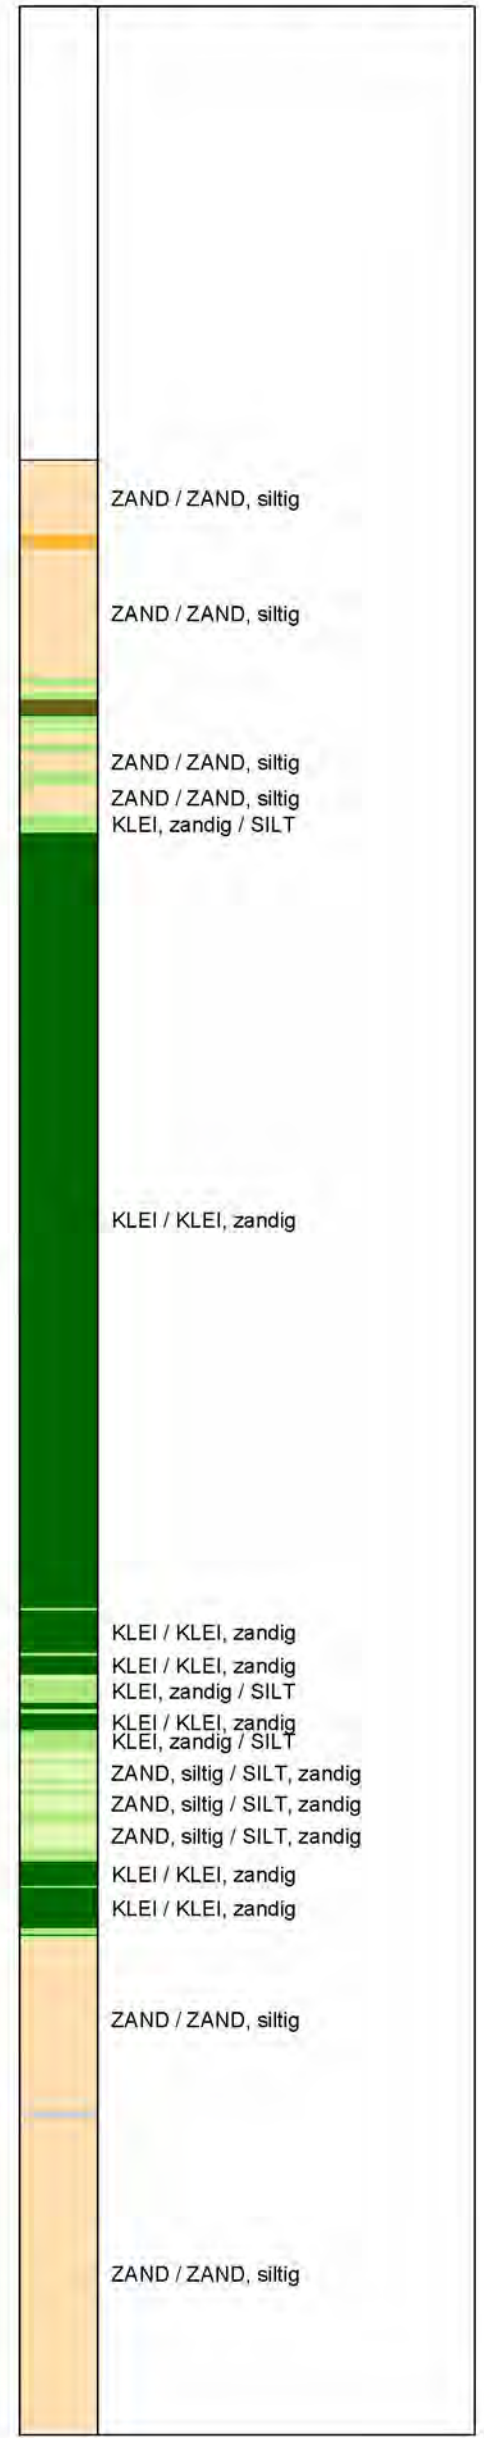 ZAND / ZAND, siltig
ZAND / ZAND, siltig
ZAND / ZAND, siltig
ZAND / ZAND, siltig
KLEI, zandig / SILT
KLEI / KLEI, zandig
KLEI / KLEI, zandig
KLEI / KLEI, zandig
KLEI, zandig / SILT
KLEI / KLEI, zandig
KLEI, zandig / SILT
ZAND, siltig / SILT, zandig
ZAND, siltig / SILT, zandig
ZAND, siltig / SILT, zandig
KLEI / KLEI, zandig
KLEI / KLEI, zandig
ZAND / ZAND, siltig
ZAND / ZAND, siltig